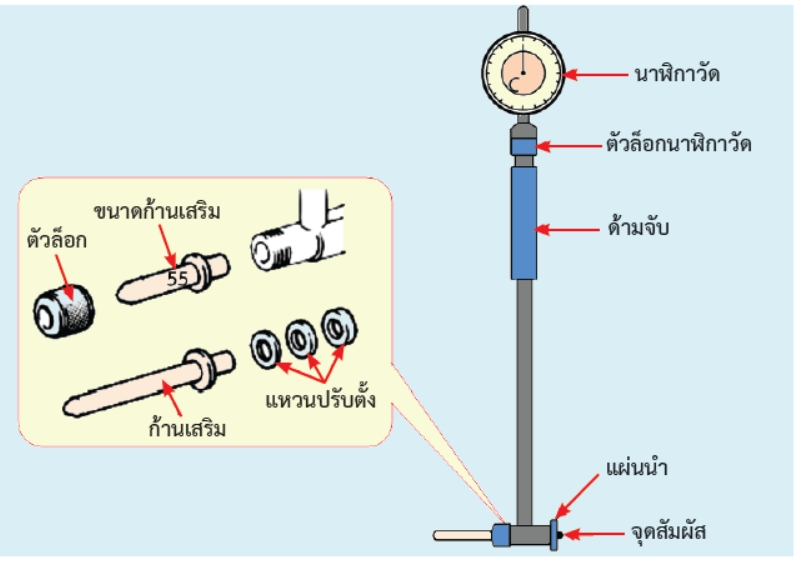 นาฬิกาวัด
ตัวล็อกนาฬิกาวัด
ด้ามจับ
ขนาดก้านเสริม
ตัวล็อก
55
แหวนปรับตั้ง
ก้านเสริม
แผ่นนำ
จุดสัมผัส